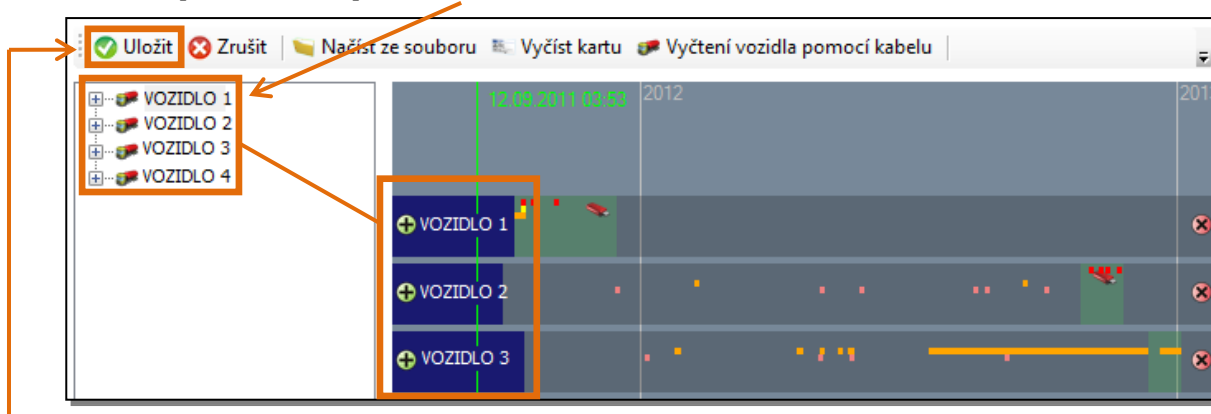 Uložit Zrušit Načíst ze souboru Vyčíst kartu Vyčtení vozidla pomocí kabelu
VOZIDLO 1
VOZIDLO 2
VOZIDLO 3
VOZIDLO 4
12.09.2011 03:53 2012 201
VOZIDLO 1
VOZIDLO 2
VOZIDLO 3